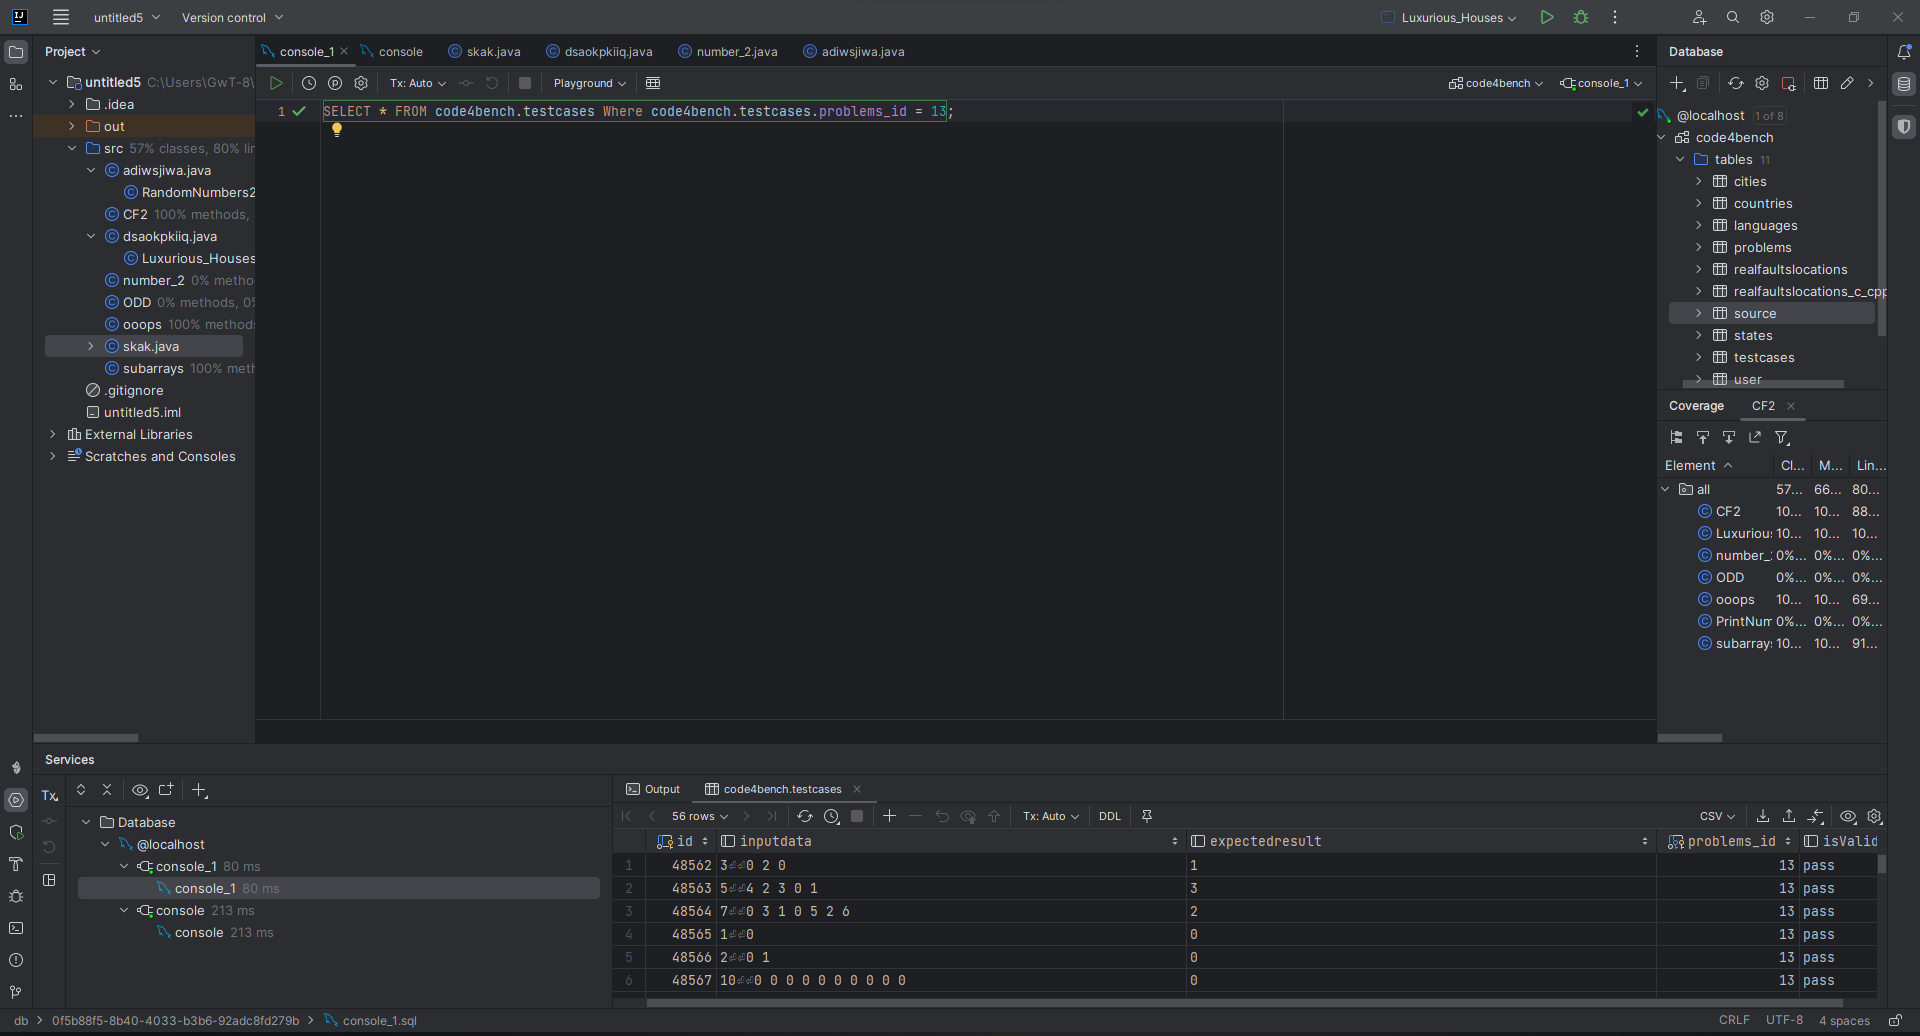 untitled5
Version control
Luxurious_Houses
Project
console_1
console
skak.java
dsaokpkiiq.java
number_2.java
adiwsjiwa.java
Database
Tx: Auto
Playground
code4bench
console_1
1
SELECT * FROM code4bench.testcases Where code4bench.testcases.problems_id = 13;
untitled5 C:\Users\GwT-8\
.idea
out
src 57% classes, 80% lin
adiwsjiwa.java
RandomNumbers2
CF2 100% methods,
dsaokpkiiq.java
Luxurious_Houses
number_2 0% metho
ODD 0% methods, 0%
ooops 100% methods
skak.java
subarrays 100% meth
.gitignore
untitled5.iml
External Libraries
Scratches and Consoles
@localhost 1 of 8
code4bench
tables 11
cities
countries
languages
problems
realfaultslocations
realfaultslocations_c_cpp
source
states
testcases
user
Coverage
CF2
Element Cl... M... Lin...
all 57... 66... 80...
CF2 10... 10... 88...
Luxurious 10... 10... 10...
number_ 0%... 0%... 0%...
ODD 0%... 0%... 0%...
ooops 10... 10... 69...
PrintNum 0%... 0%... 0%...
subarrays 10... 10... 91...
Services
Tx
Database
@localhost
console_1 80 ms
console_1 80 ms
console 213 ms
console 213 ms
Output
code4bench.testcases
56 rows
Tx: Auto
DDL
CSV
id inputdata expectedresult problems_id isValid
1 48562 3⏎⏎0 2 0 1 13 pass
2 48563 5⏎⏎4 2 3 0 1 3 13 pass
3 48564 7⏎⏎0 3 1 0 5 2 6 2 13 pass
4 48565 1⏎⏎0 0 13 pass
5 48566 2⏎⏎0 1 0 13 pass
6 48567 10⏎⏎0 0 0 0 0 0 0 0 0 0 0 13 pass
db > 0f5b88f5-8b40-4033-b3b6-92adc8fd279b > console_1.sql
CRLF UTF-8 4 spaces